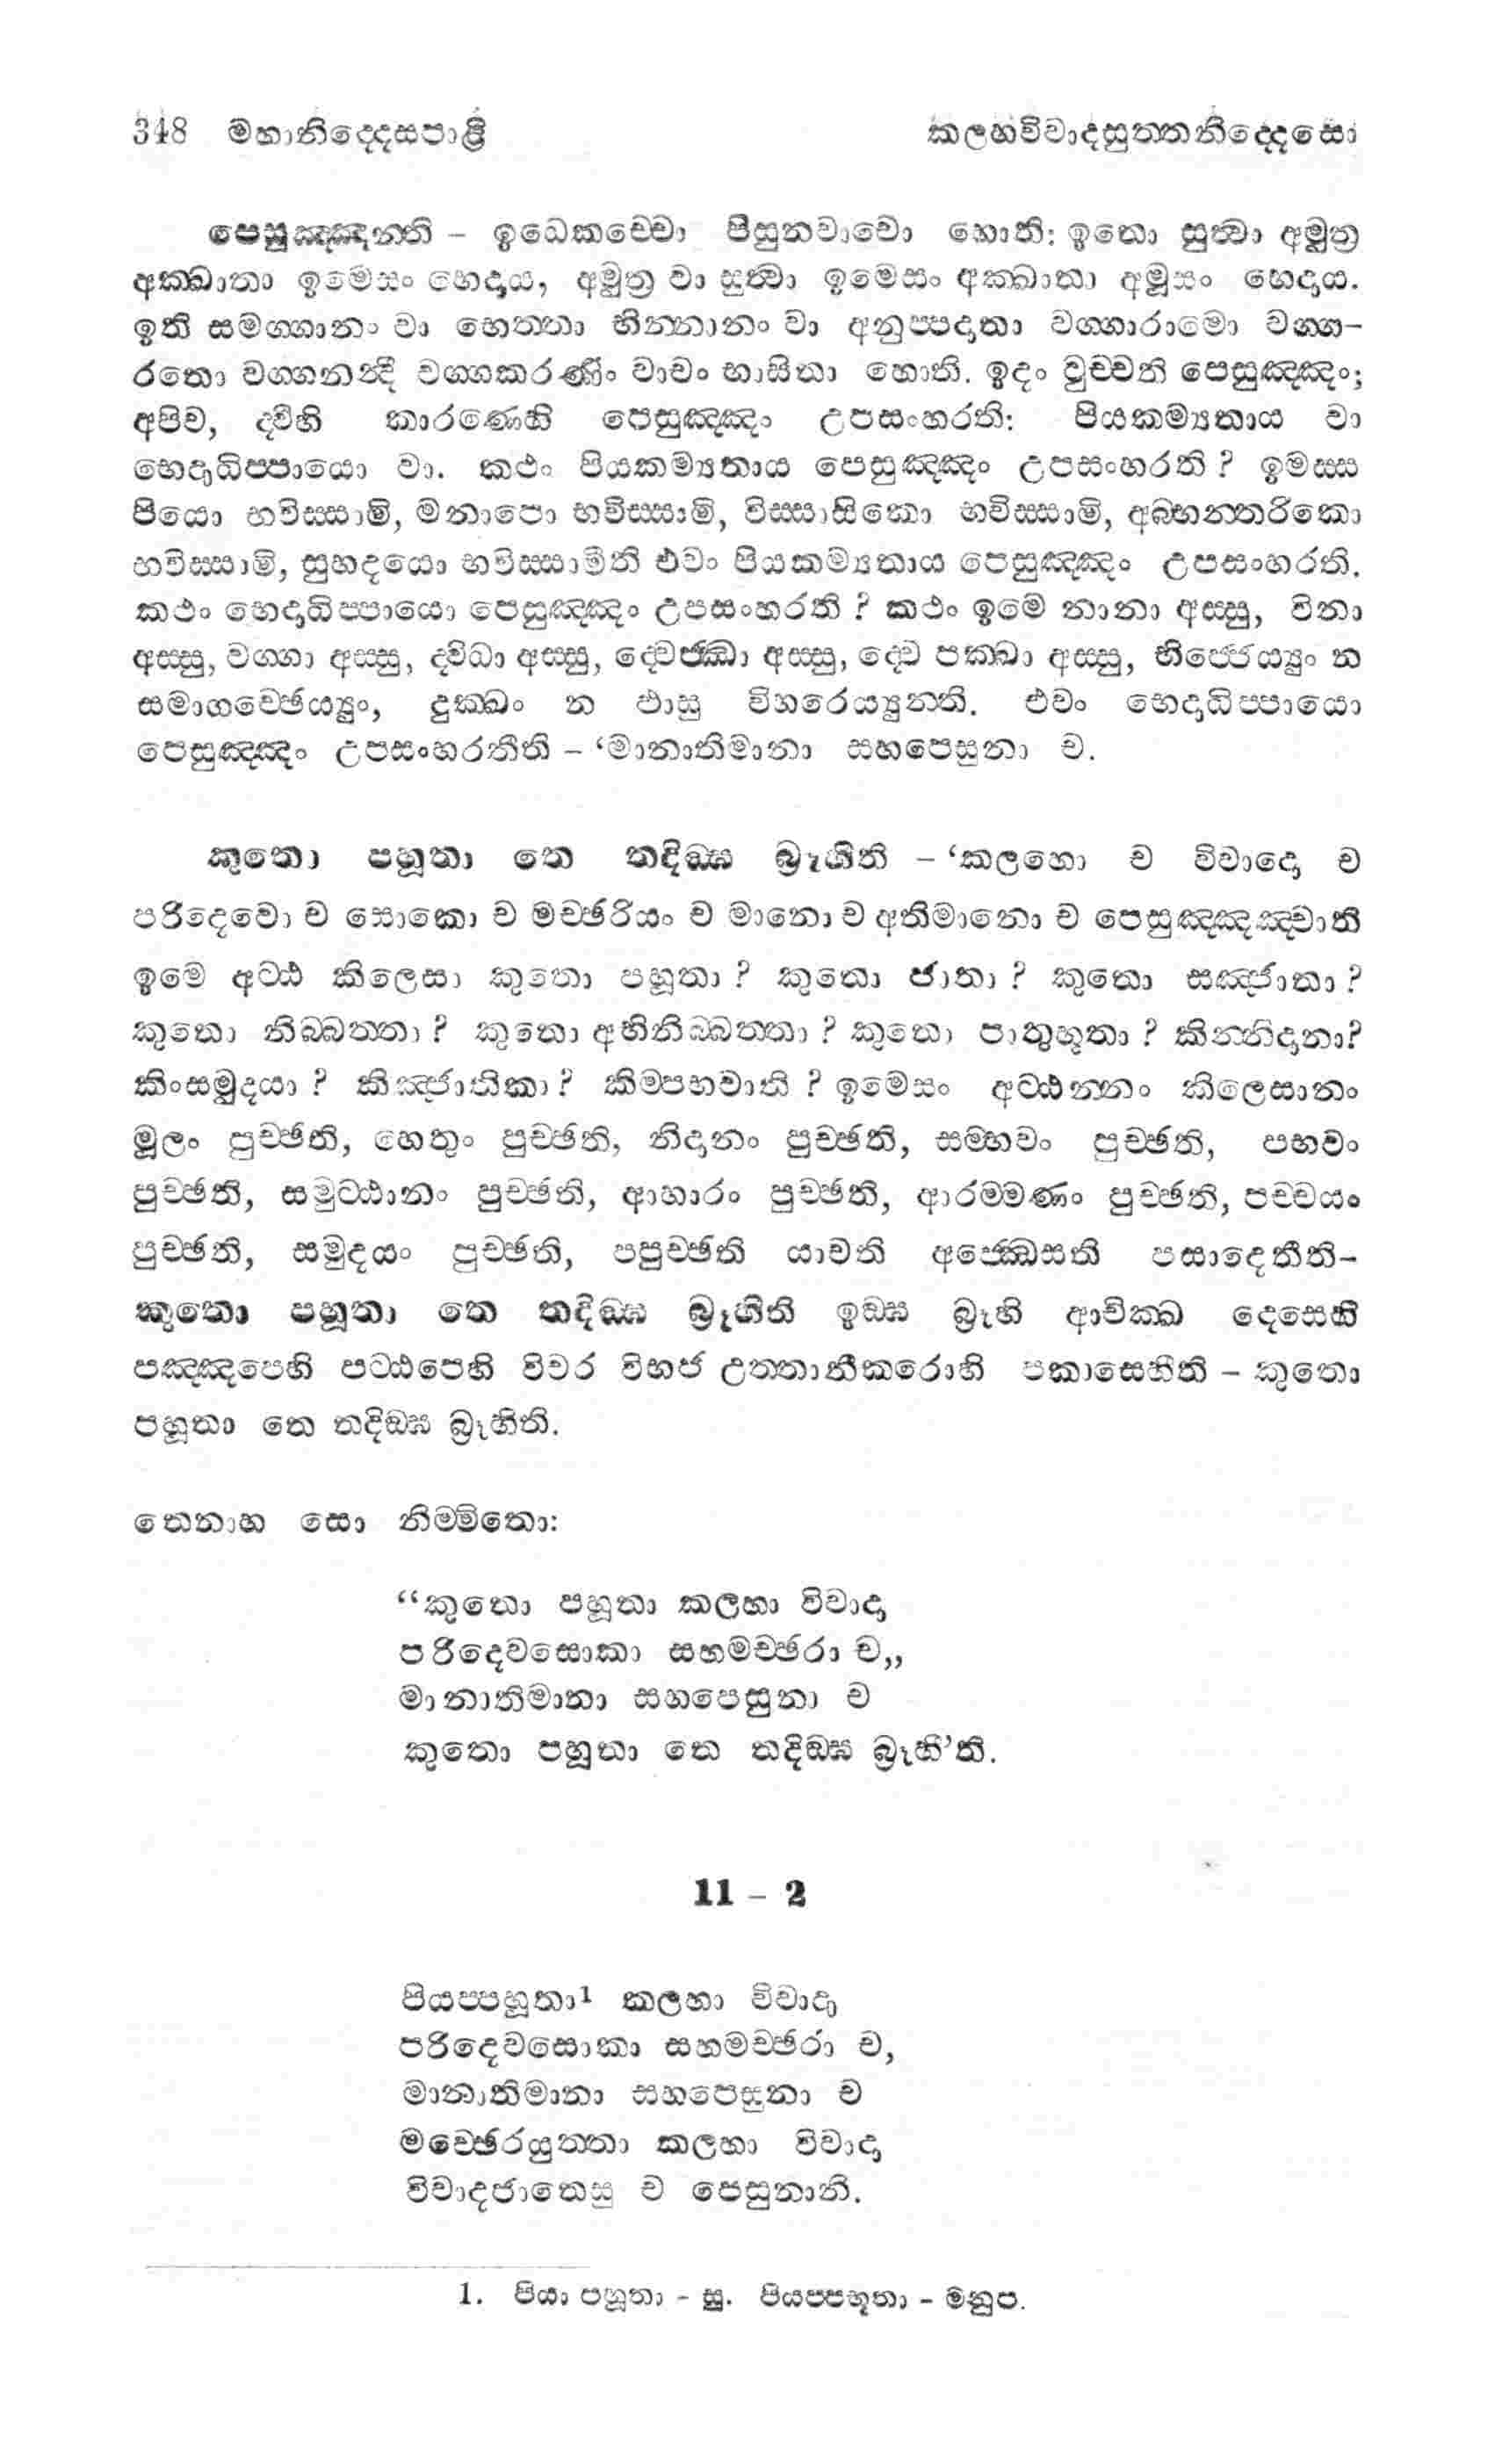 348 මහානිද්දෙසපාළි කලහවිවාදසුත්තනිද්දෙසො
පෙසුඤ්ඤන්ති – ඉධෙකච්චො පිසුනවාචො හොති: ඉතො සුත්වා අමුත්‍ර
අක්ඛාතා ඉමෙසං භෙදාය, අමුත්‍ර වා සුත්වා ඉමෙසං අක්ඛාතා අමූසං භෙදාය.
ඉති සමග්ගානං වා භෙත්තා භින්නානං වා අනුප්පදාතා වග්ගාරාමො වග්ග-
රතො වග්ගනන්දි වග්ගකරණිං වාචං භාසිතා හොති. ඉදං වුච්චති පෙසුඤ්ඤං;
අපිච, ද්වීහි කාරණෙහි පෙසුඤ්ඤං උපසංහරති: පියකම්‍යතාය වා
භෙදාධිප්පායො වා. කථං පියකම්‍යතාය පෙසුඤ්ඤං උපසංහරති ? ඉමස්ස
පියො භවිස්සාමි, මනාපො භවිස්සාමි, විස්සාසිකො භවිස්සාමි, අබ්භන්තරිකො
භවිස්සාමි, සුහදයො භවිස්සාමීති එවං පියකම්‍යතාය පෙසුඤ්ඤං උපසංහරති.
කථං භෙදාධිප්පායො පෙසුඤ්ඤං උපසංහරති ? කථං ඉමෙ නානා අස්සු, විනා
අස්සු, වග්ගා අස්සු, ද්විධා අස්සු, ද්වෙජ්ඣා අස්සු, ද්වෙ පක්ඛා අස්සු, භිජ්ජෙය්‍යුං න
සමාගච්ඡෙය්‍යුං, දුක්ඛං න ඵාසු විහරෙය්‍යුන්ති. එවං භෙදාධිප්පායො
පෙසුඤ්ඤං උපසංහරතීති – ‘මානාතිමානා සහපෙසුනා ච.
කුතො පහූතා තෙ තදිඞ්ඝ බ්‍රූහිති – ‘කලහො ච විවාදො ච
පරිදෙවො ච සොකො ච මච්ඡරියං ච මානො ච අතිමානො ච පෙසුඤ්ඤඤ්චාති
ඉමෙ අට්ඨ කිලෙසා කුතො පහූතා ? කුතො ජාතා ? කුතො සඤ්ජාතා ?
කුතො නිබ්බත්තා ? කුතො අභිනිබ්බත්තා ? කුතො පාතුභූතා ? කින්නිදානා?
කිංසමුදයා ? කිඤ්ජාතිකා ? කිම්පභවාති ? ඉමෙසං අට්ඨන්නං කිලෙසානං
මූලං පුච්ඡති, හෙතුං පුච්ඡති, නිදානං පුච්ඡති, සම්භවං පුච්ඡති, පභවං
පුච්ඡති, සමුට්ඨානං පුච්ඡති, ආහාරං පුච්ඡති, ආරම්මණං පුච්ඡති, පච්චයං
පුච්ඡති, සමුදයං පුච්ඡති, පපුච්ඡති යාචති අජ්ඣෙසති පසාදෙතීති-
කුතො පහූතා තෙ තදිඞ්ඝ බ්‍රූහිති ඉඞ්ඝ බ්‍රූහි ආචික්ඛ දෙසෙහි
පඤ්ඤපෙහි පට්ඨපෙහි විවර විභජ උත්තානීකරොහි පකාසෙහීති – කුතො
පහූතා තෙ තදිඞ්ඝ බ්‍රූහිති.
තෙනාහ සො නිම්මිතො:
“කුතො පහූතා කලහා විවාදා
පරිදෙවසොකා සහමච්ඡරා ච,,
මානාතිමානා සහපෙසුනා ච
කුතො පහූතා තෙ තදිඞ්ඝ බ්‍රූහි’ති.
11 – 2
පියප්පහූතා¹ කලහා විවාදා
පරිදෙවසොකා සහමච්ඡරා ච,
මානාතිමානා සහපෙසුනා ච
මච්ඡෙරයුත්තා කලහා විවාදා
විවාදජාතෙසු ච පෙසුනානි.
1. පියා පහූතා – සු. පියප්පභූතා – මනුප.